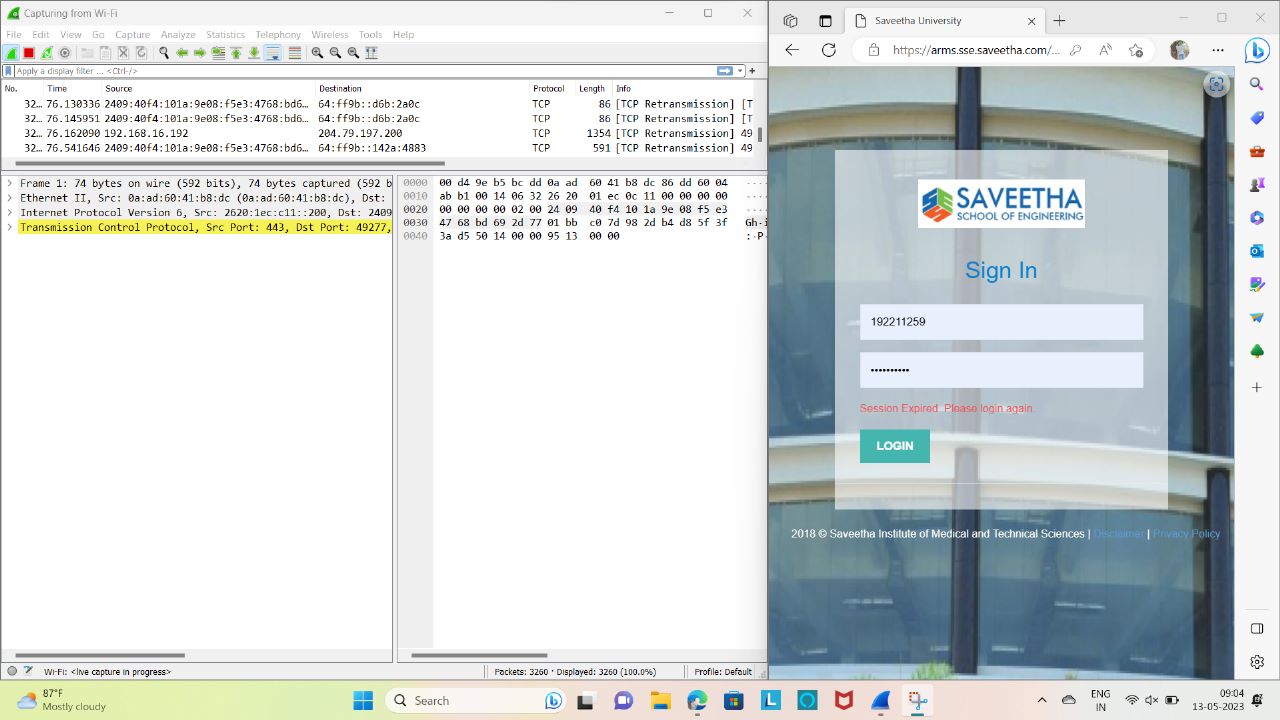 Capturing from Wi-Fi
File Edit View Go Capture Analyze Statistics Telephony Wireless Tools Help
Apply a display filter ... <Ctrl-/>
No. Time Source Destination Protocol Length Info
32… 76.130336 2409:40f4:101a:9e08:f5e3:4768:bd6… 64:ff9b::d6b:2a0c TCP 86 [TCP Retransmission] [T
32… 76.145951 2409:40f4:101a:9e08:f5e3:4768:bd6… 64:ff9b::d6b:2a0c TCP 86 [TCP Retransmission] [T
32… 76.162090 192.168.16.192 204.79.197.200 TCP 1354 [TCP Retransmission] 49
32… 76.541646 2409:40f4:101a:9e08:f5e3:4768:bd6… 64:ff9b::142a:4883 TCP 591 [TCP Retransmission] 49
Frame 1: 74 bytes on wire (592 bits), 74 bytes captured (592 b
Ethernet II, Src: 0a:ad:60:41:b8:dc (0a:ad:60:41:b8:dc), Dst:
Internet Protocol Version 6, Src: 2620:1ec:c11::200, Dst: 2409
Transmission Control Protocol, Src Port: 443, Dst Port: 49277,
0000 00 d4 9e b5 bc dd 0a ad 60 41 b8 dc 86 dd 60 04
0010 ab b1 00 14 06 32 26 20 01 ec 0c 11 00 00 00 00
0020 00 00 00 00 02 00 24 09 40 f4 10 1a 9e 08 f5 e3
0030 47 68 bd 69 2d 77 01 bb c0 7d 98 2d b4 d8 5f 3f Gh·i
0040 3a d5 50 14 00 00 95 13 00 00 :·P·
Wi-Fi: <live capture in progress>
Packets: 3260 · Displayed: 3260 (100.0%)
Profile: Default
Saveetha University
https://arms.sse.saveetha.com/...
SAVEETHA
SCHOOL OF ENGINEERING
Sign In
192211259
••••••••••
Session Expired. Please login again.
LOGIN
2018 © Saveetha Institute of Medical and Technical Sciences | Disclaimer | Privacy Policy
87°F
Mostly cloudy
Search
ENG
IN
09:04
13-05-2023